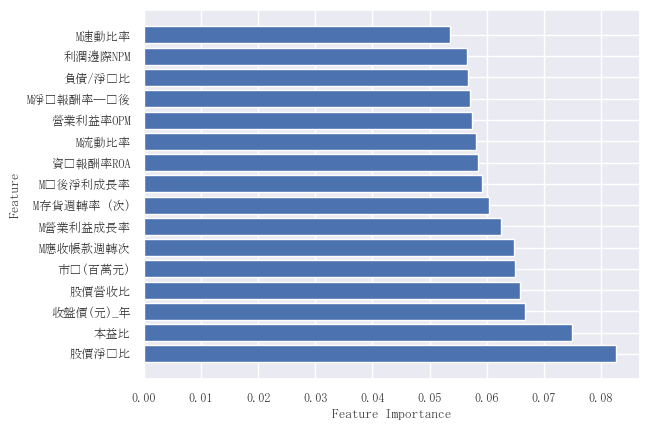 M速動比率
利潤邊際NPM
負債/淨□比
M淨□報酬率—□後
營業利益率OPM
M流動比率
資□報酬率ROA
M□後淨利成長率
M存貨週轉率 (次)
M營業利益成長率
M應收帳款週轉次
市□(百萬元)
股價營收比
收盤價(元)_年
本益比
股價淨□比
Feature
0.00 0.01 0.02 0.03 0.04 0.05 0.06 0.07 0.08
Feature Importance